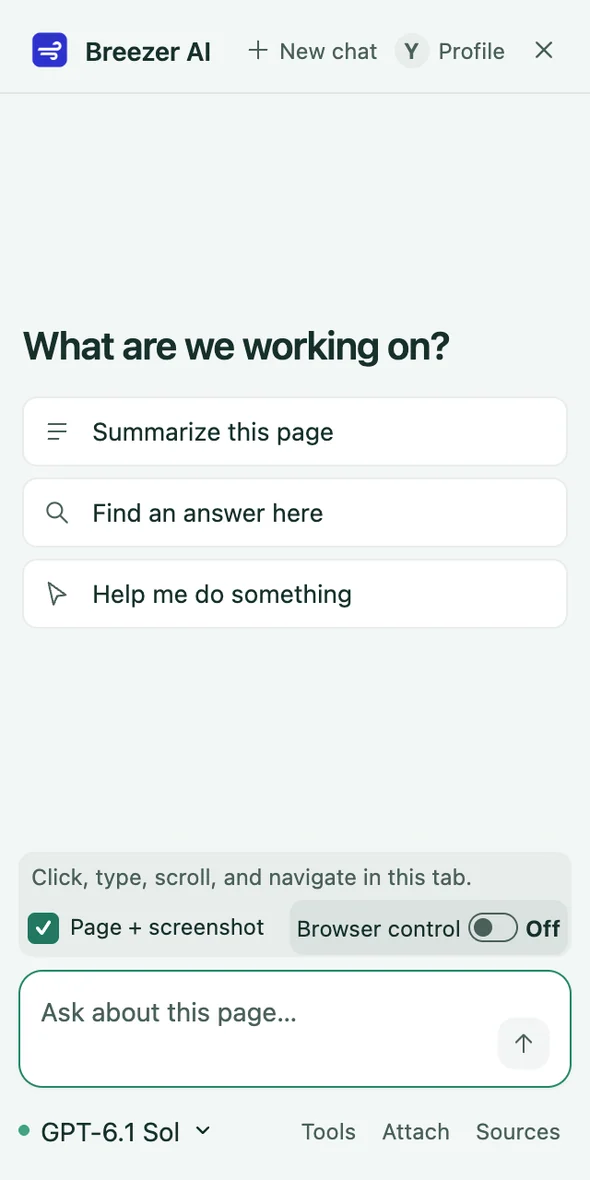 Breezer AI
New chat
Y Profile
What are we working on?
Summarize this page
Find an answer here
Help me do something
Click, type, scroll, and navigate in this tab.
Page + screenshot
Browser control Off
Ask about this page...
GPT-6.1 Sol
Tools
Attach
Sources